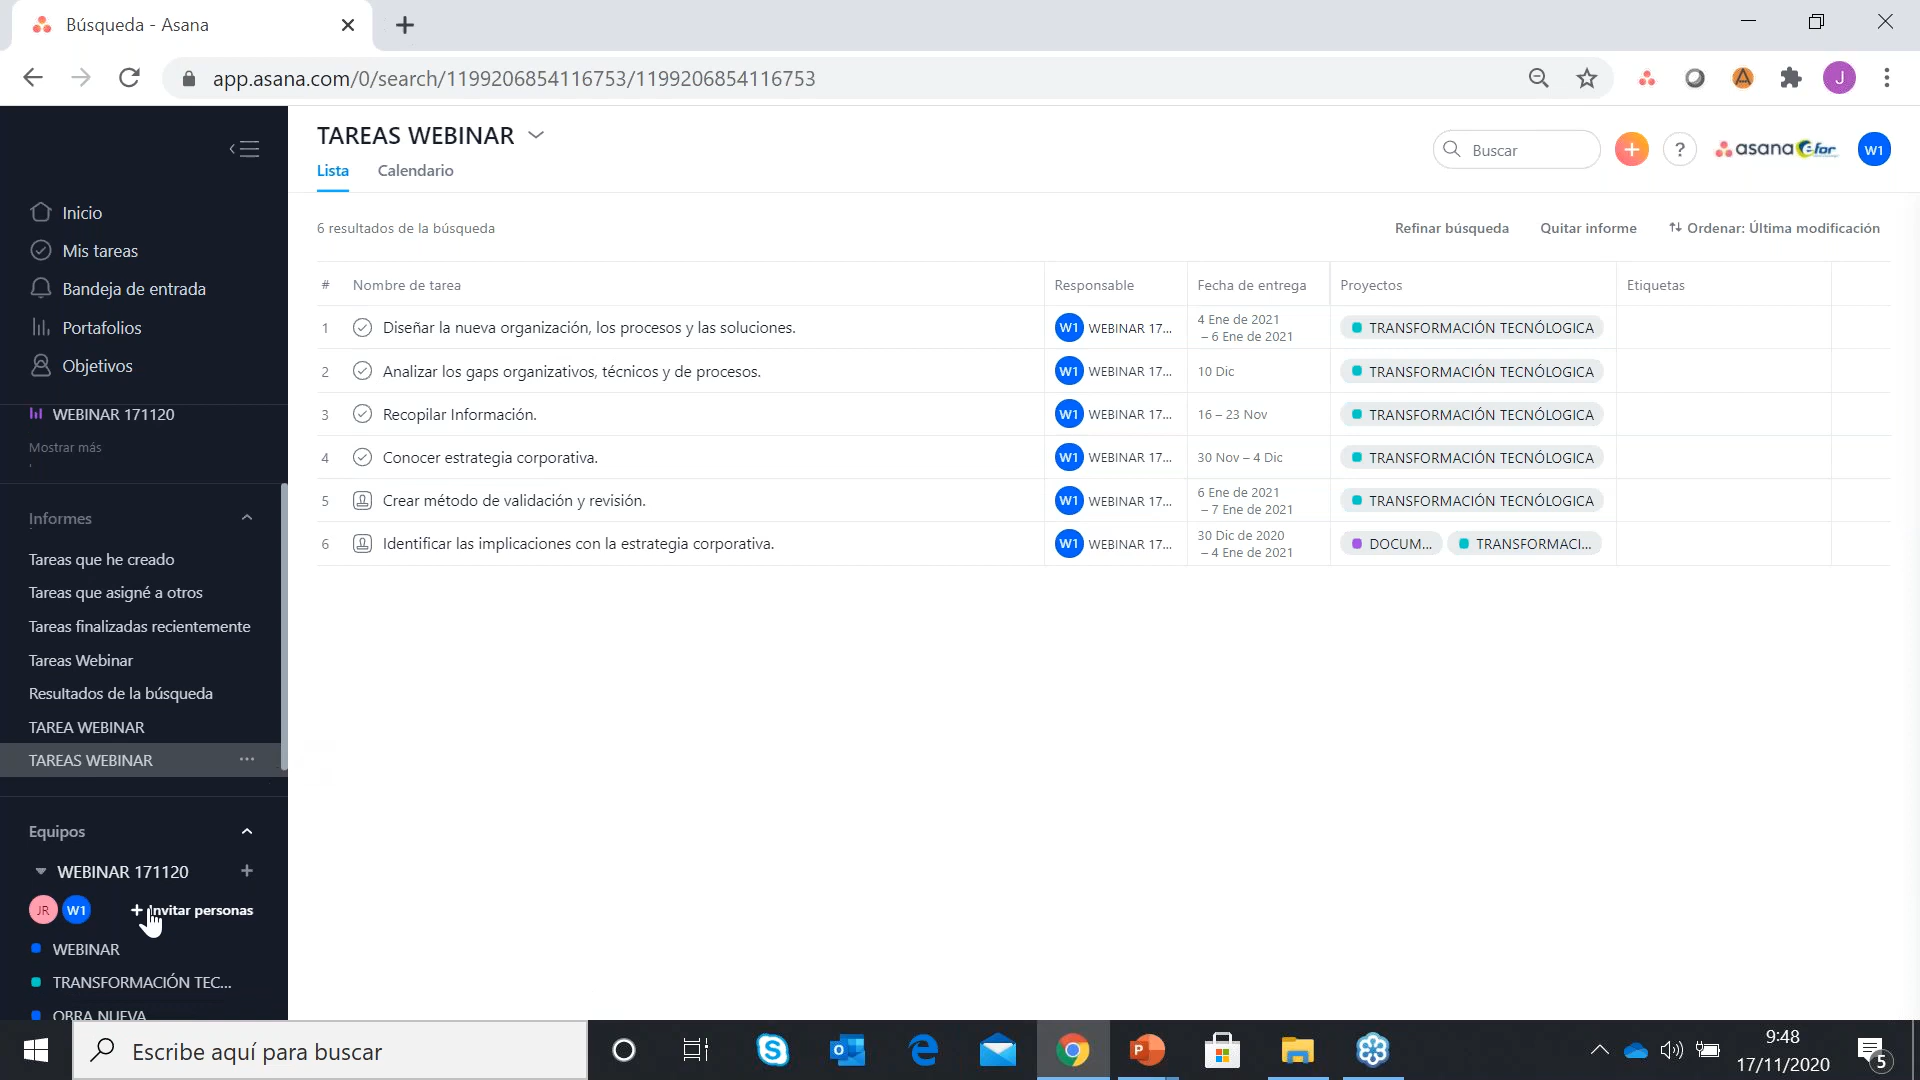 Búsqueda - Asana
app.asana.com/0/search/1199206854116753/1199206854116753
J
TAREAS WEBINAR
Lista
Calendario
Buscar
?
asana efor
W1
Inicio
Mis tareas
Bandeja de entrada
Portafolios
Objetivos
WEBINAR 171120
Mostrar más
Informes
Tareas que he creado
Tareas que asigné a otros
Tareas finalizadas recientemente
Tareas Webinar
Resultados de la búsqueda
TAREA WEBINAR
TAREAS WEBINAR
Equipos
WEBINAR 171120
JR W1 + Invitar personas
WEBINAR
TRANSFORMACIÓN TEC...
OBRA NUEVA
6 resultados de la búsqueda
Refinar búsqueda
Quitar informe
Ordenar: Última modificación
# Nombre de tarea Responsable Fecha de entrega Proyectos Etiquetas
1 Diseñar la nueva organización, los procesos y las soluciones. W1 WEBINAR 17... 4 Ene de 2021 – 6 Ene de 2021 TRANSFORMACIÓN TECNÓLOGICA
2 Analizar los gaps organizativos, técnicos y de procesos. W1 WEBINAR 17... 10 Dic TRANSFORMACIÓN TECNÓLOGICA
3 Recopilar Información. W1 WEBINAR 17... 16 – 23 Nov TRANSFORMACIÓN TECNÓLOGICA
4 Conocer estrategia corporativa. W1 WEBINAR 17... 30 Nov – 4 Dic TRANSFORMACIÓN TECNÓLOGICA
5 Crear método de validación y revisión. W1 WEBINAR 17... 6 Ene de 2021 – 7 Ene de 2021 TRANSFORMACIÓN TECNÓLOGICA
6 Identificar las implicaciones con la estrategia corporativa. W1 WEBINAR 17... 30 Dic de 2020 – 4 Ene de 2021 DOCUM... TRANSFORMACI...
Escribe aquí para buscar
9:48
17/11/2020
5